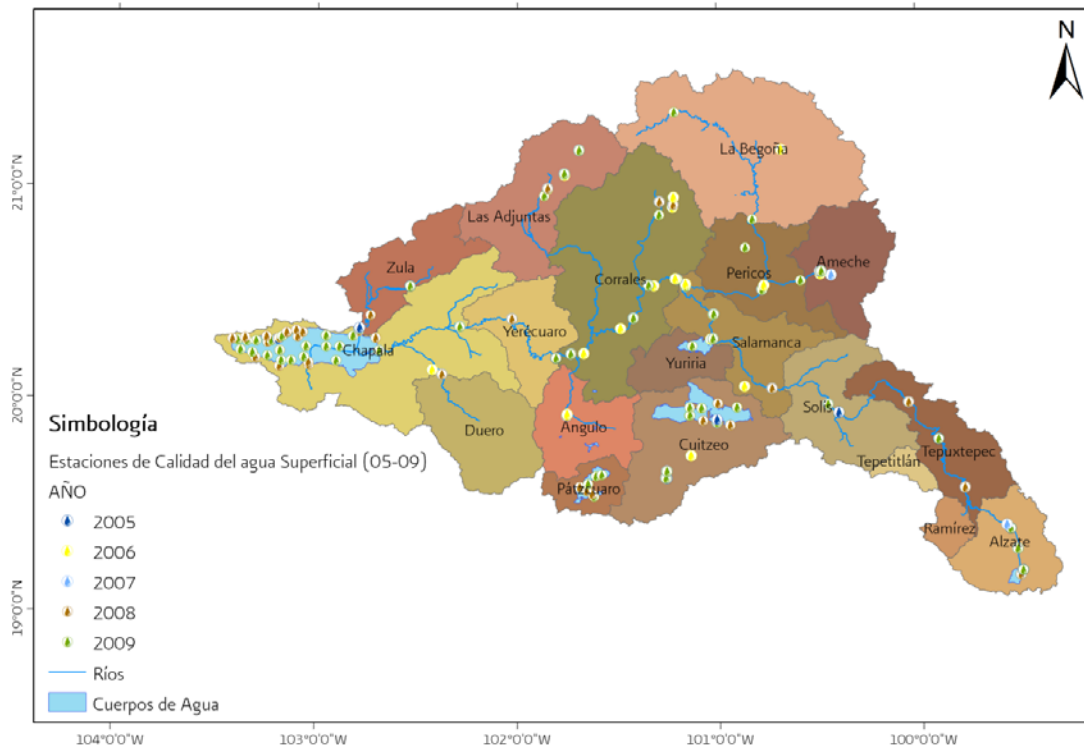 N
21°0'0"N
20°0'0"N
19°0'0"N
La Begoña
Las Adjuntas
Ameche
Zula
Pericos
Corrales
Yerécuaro
Salamanca
Chapala
Yuriria
Solís
Angulo
Duero
Cuitzeo
Tepuxtepec
Tepetitlán
Pátzcuaro
Ramírez
Alzate
Simbología
Estaciones de Calidad del agua Superficial (05-09)
AÑO
2005
2006
2007
2008
2009
Ríos
Cuerpos de Agua
104°0'0"W
103°0'0"W
102°0'0"W
101°0'0"W
100°0'0"W